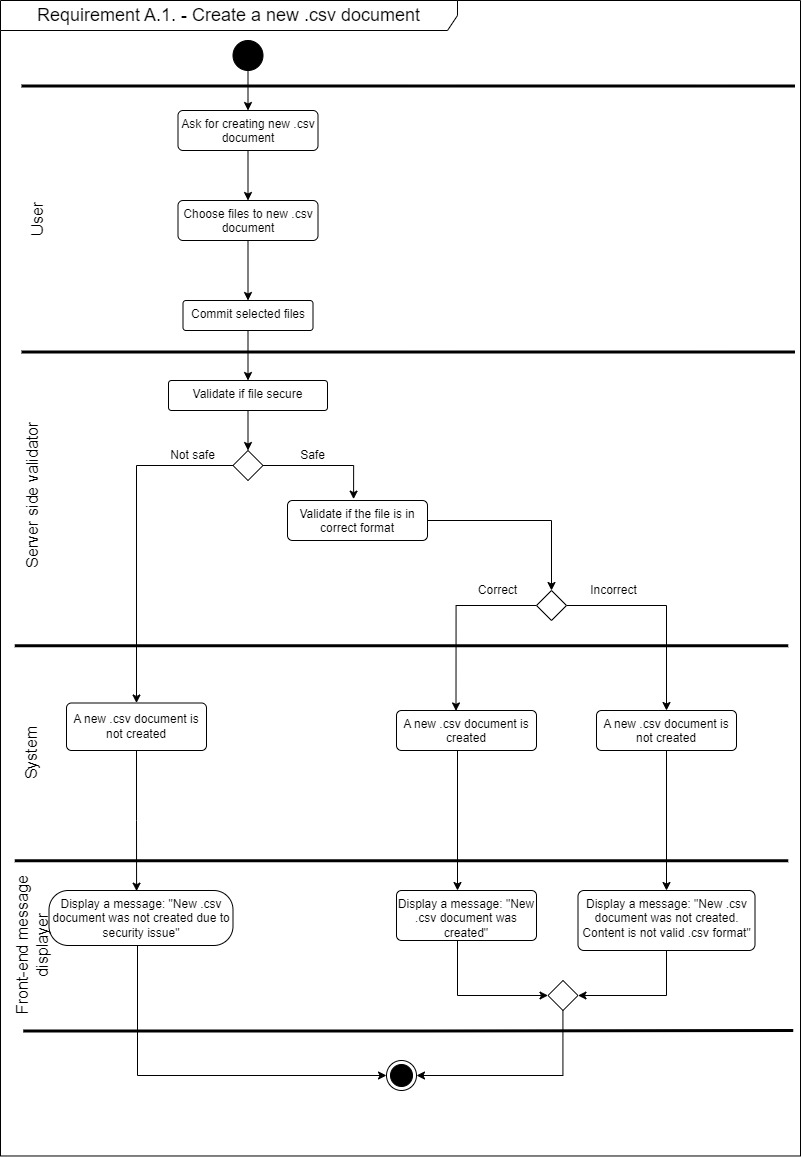 Requirement A.1. - Create a new .csv document
User
Ask for creating new .csv
document
Choose files to new .csv
document
Commit selected files
Server side validator
Validate if file secure
Not safe
Safe
Validate if the file is in
correct format
Correct
Incorrect
System
A new .csv document is
not created
A new .csv document is
created
A new .csv document is
not created
Front-end message
displayer
Display a message: "New .csv
document was not created due to
security issue"
Display a message: "New
.csv document was
created"
Display a message: "New .csv
document was not created.
Content is not valid .csv format"